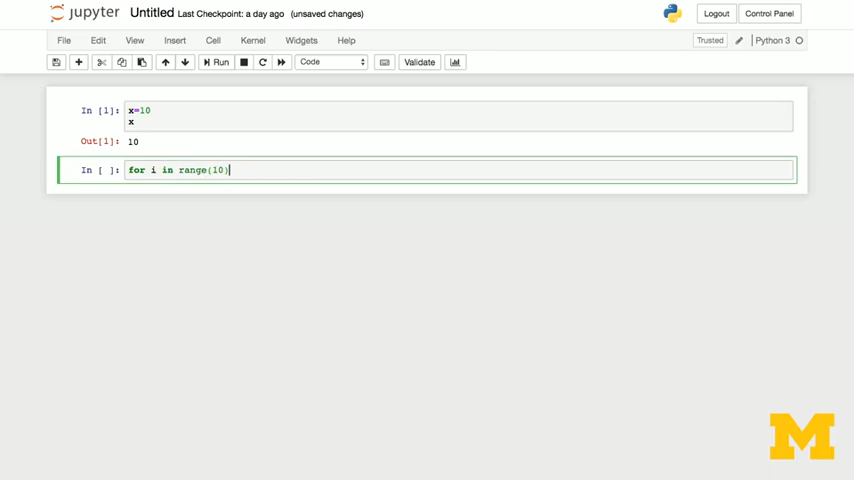 jupyter Untitled Last Checkpoint: a day ago (unsaved changes) Logout Control Panel
File Edit View Insert Cell Kernel Widgets Help Trusted Python 3
Run Code Validate
In [1]: x=10
x
Out[1]: 10
In [ ]: for i in range(10)
M